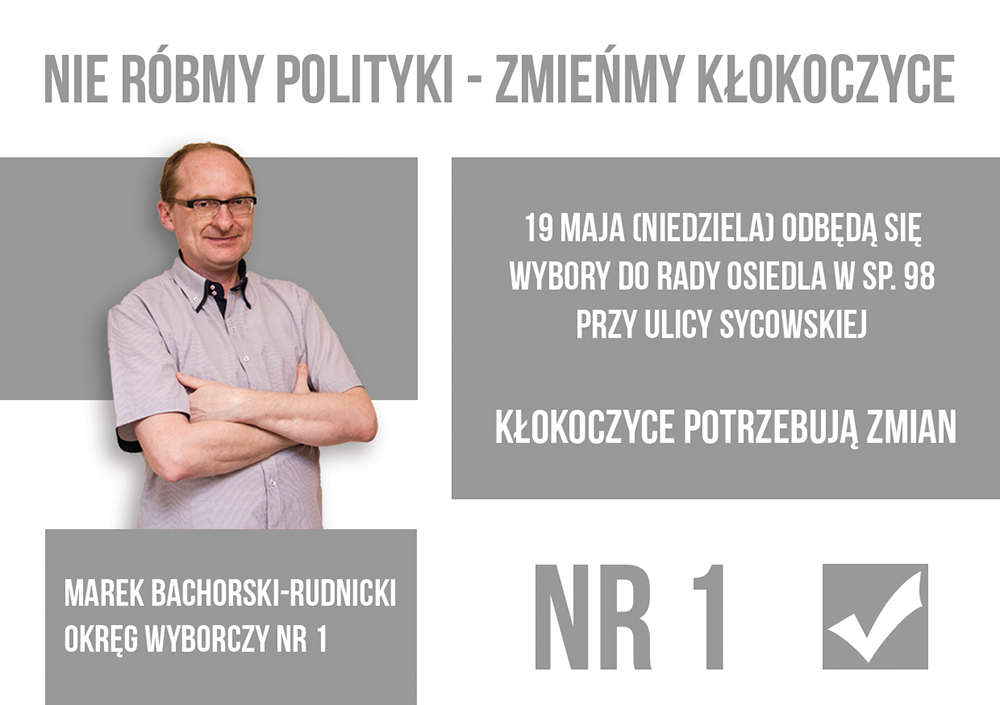 NIE RÓBMY POLITYKI - ZMIEŃMY KŁOKOCZYCE
19 MAJA (NIEDZIELA) ODBĘDĄ SIĘ
WYBORY DO RADY OSIEDLA W SP. 98
PRZY ULICY SYCOWSKIEJ
KŁOKOCZYCE POTRZEBUJĄ ZMIAN
MAREK BACHORSKI-RUDNICKI
OKRĘG WYBORCZY NR 1
NR 1